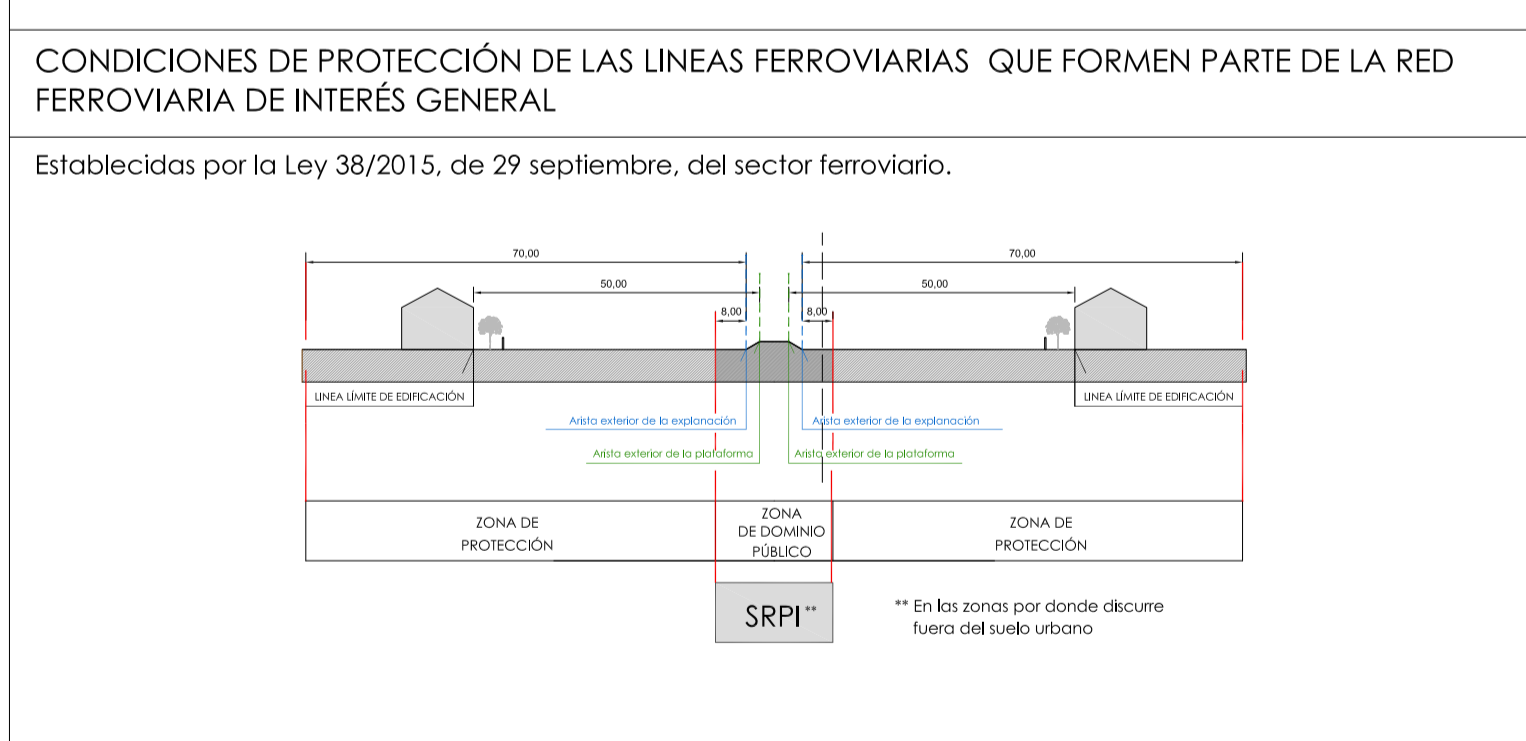 CONDICIONES DE PROTECCIÓN DE LAS LINEAS FERROVIARIAS QUE FORMEN PARTE DE LA RED
FERROVIARIA DE INTERÉS GENERAL
Establecidas por la Ley 38/2015, de 29 septiembre, del sector ferroviario.
70,00
70,00
50,00
50,00
8,00
8,00
LINEA LÍMITE DE EDIFICACIÓN
LINEA LÍMITE DE EDIFICACIÓN
Arista exterior de la explanación
Arista exterior de la explanación
Arista exterior de la plataforma
Arista exterior de la plataforma
ZONA DE
PROTECCIÓN
ZONA
DE DOMINIO
PÚBLICO
ZONA DE
PROTECCIÓN
SRPI**
** En las zonas por donde discurre
fuera del suelo urbano